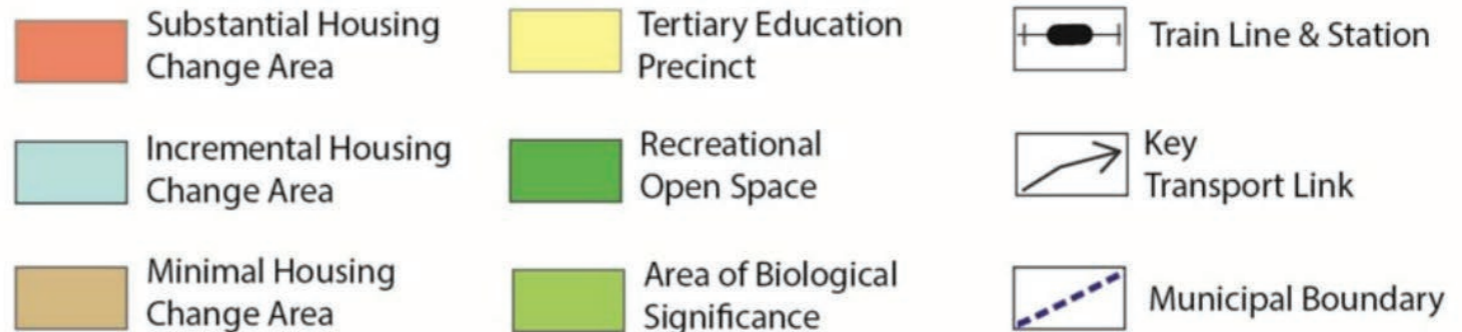 Substantial Housing
Change Area
Tertiary Education
Precinct
Train Line & Station
Incremental Housing
Change Area
Recreational
Open Space
Key
Transport Link
Minimal Housing
Change Area
Area of Biological
Significance
Municipal Boundary